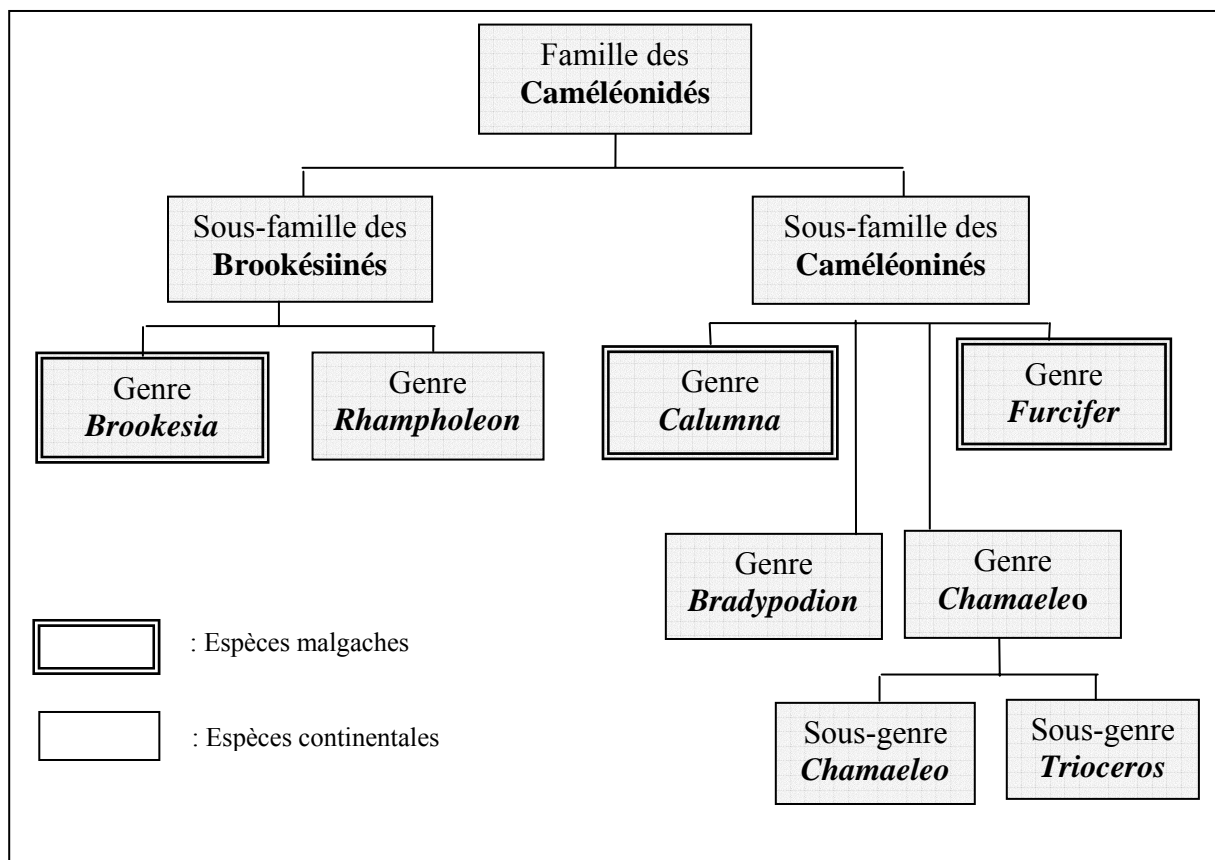 Famille des
Caméléonidés
Sous-famille des
Brookésiinés
Sous-famille des
Caméléoninés
Genre
Brookesia
Genre
Rhampholeon
Genre
Calumna
Genre
Furcifer
Genre
Bradypodion
Genre
Chamaeleo
: Espèces malgaches
Sous-genre
Chamaeleo
Sous-genre
Trioceros
: Espèces continentales